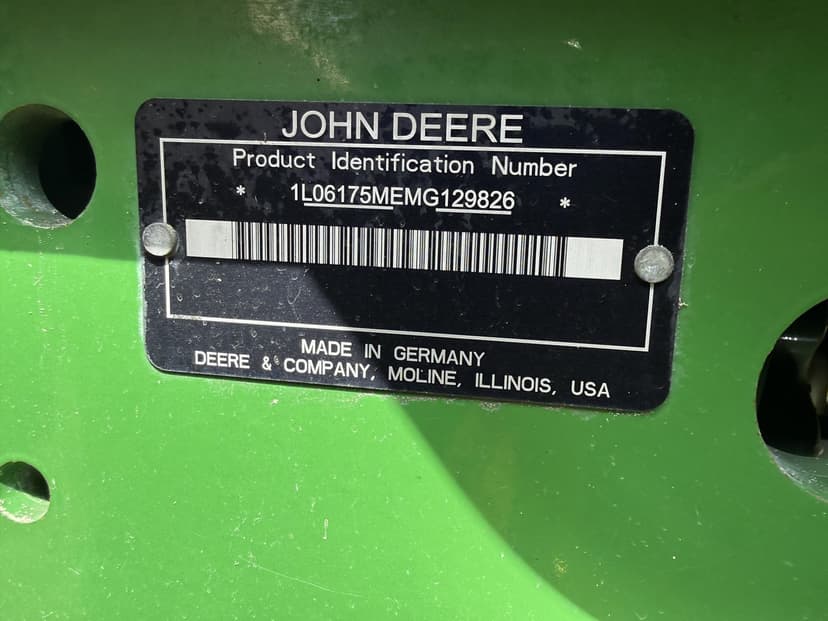 JOHN DEERE
Product Identification Number
* 1L06175MEMG129826 *
MADE IN GERMANY
DEERE & COMPANY, MOLINE, ILLINOIS, USA